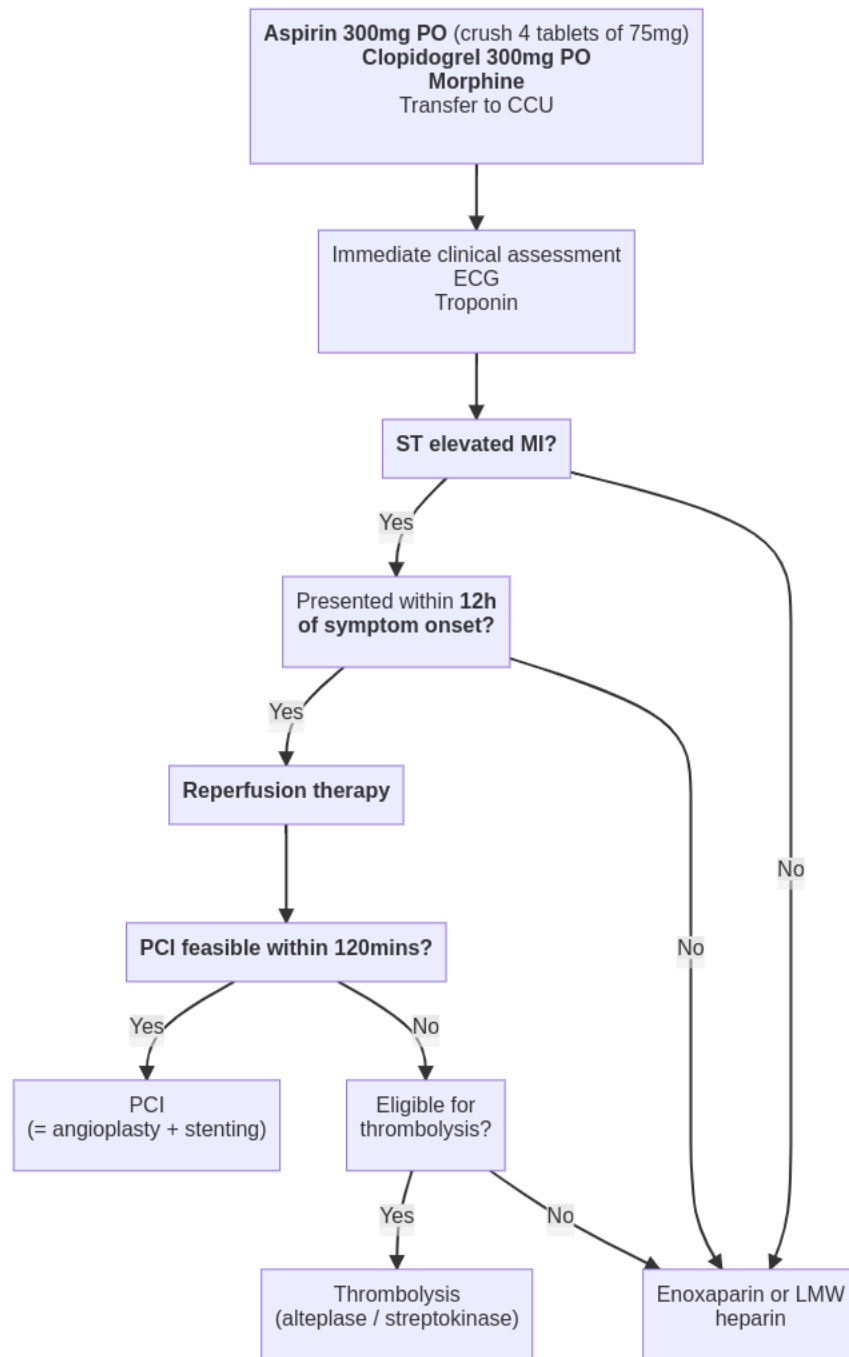 Aspirin 300mg PO (crush 4 tablets of 75mg)
Clopidogrel 300mg PO
Morphine
Transfer to CCU
Immediate clinical assessment
ECG
Troponin
ST elevated MI?
Yes
Presented within 12h
of symptom onset?
Yes
Reperfusion therapy
No
PCI feasible within 120mins?
No
Yes
No
PCI
(= angioplasty + stenting)
Eligible for
thrombolysis?
Yes
No
Thrombolysis
(alteplase / streptokinase)
Enoxaparin or LMW
heparin